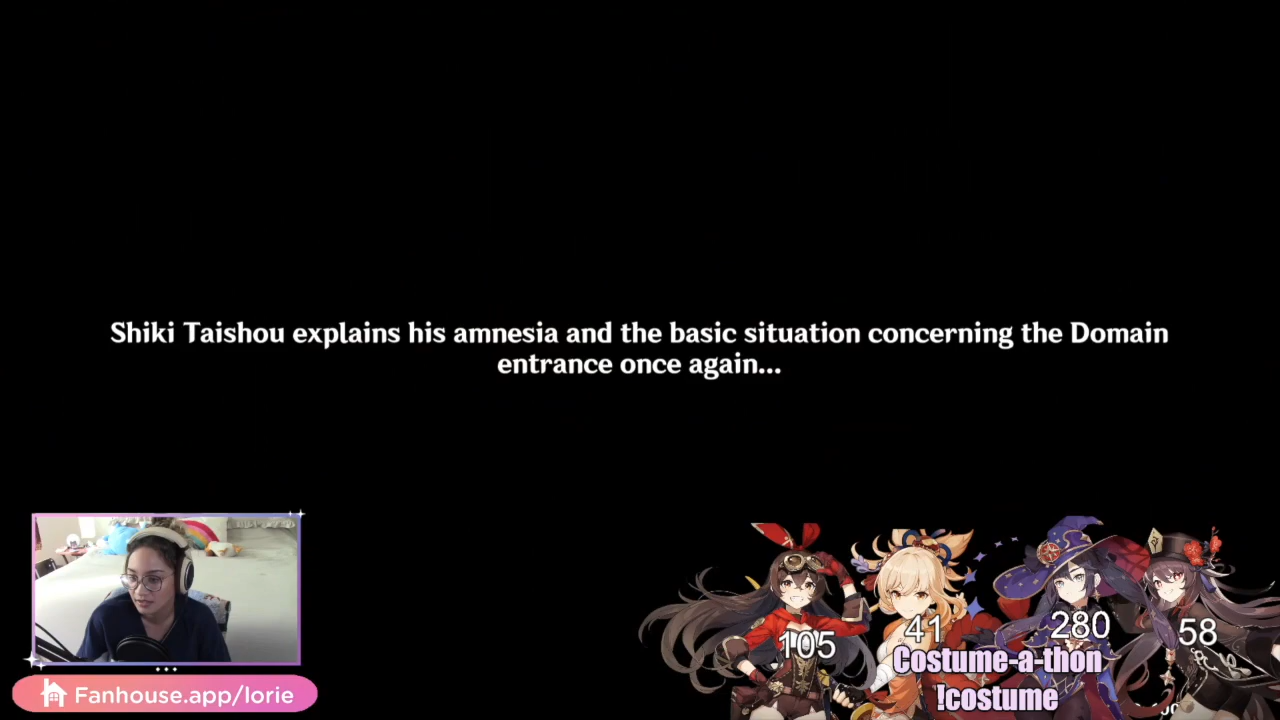 Shiki Taishou explains his amnesia and the basic situation concerning the Domain
entrance once again...
105
41
280
58
Costume-a-thon
!costume
Fanhouse.app/lorie